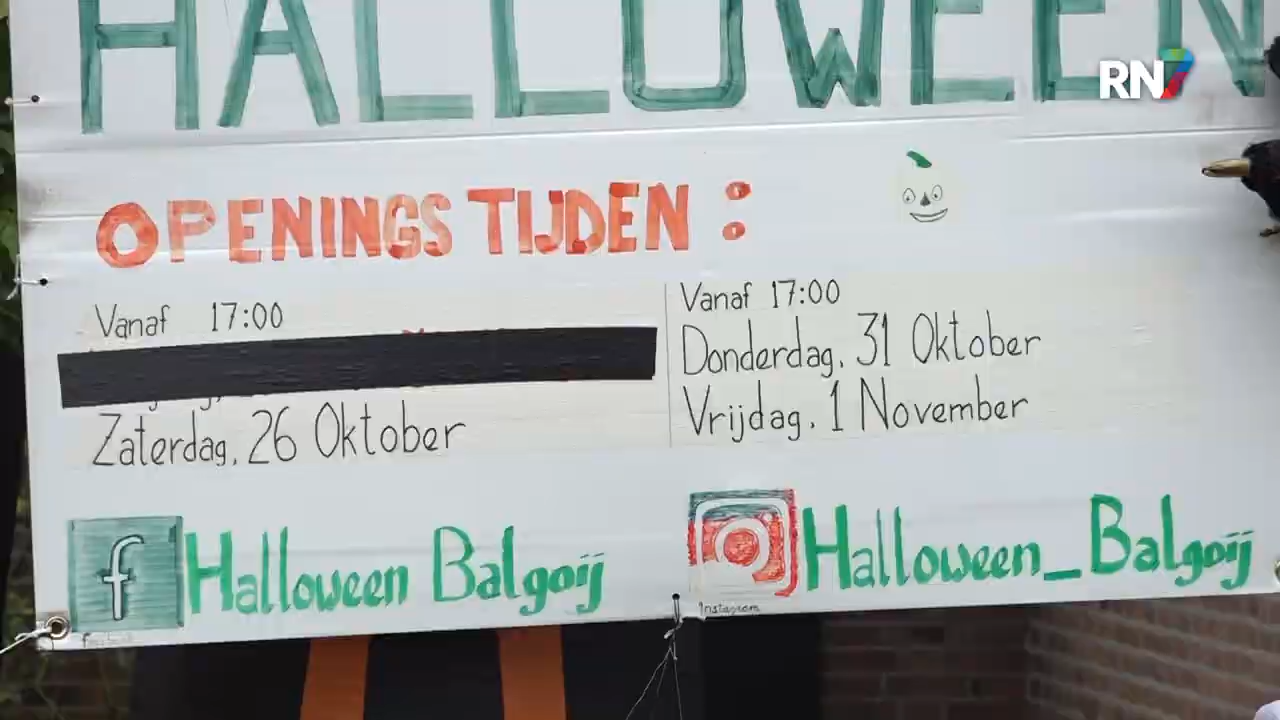 HALLOWEEN
RN7
OPENINGS TIJDEN :
Vanaf 17:00
Zaterdag, 26 Oktober
Vanaf 17:00
Donderdag, 31 Oktober
Vrijdag, 1 November
f Halloween Balgoij
Halloween_Balgoij
Instagram